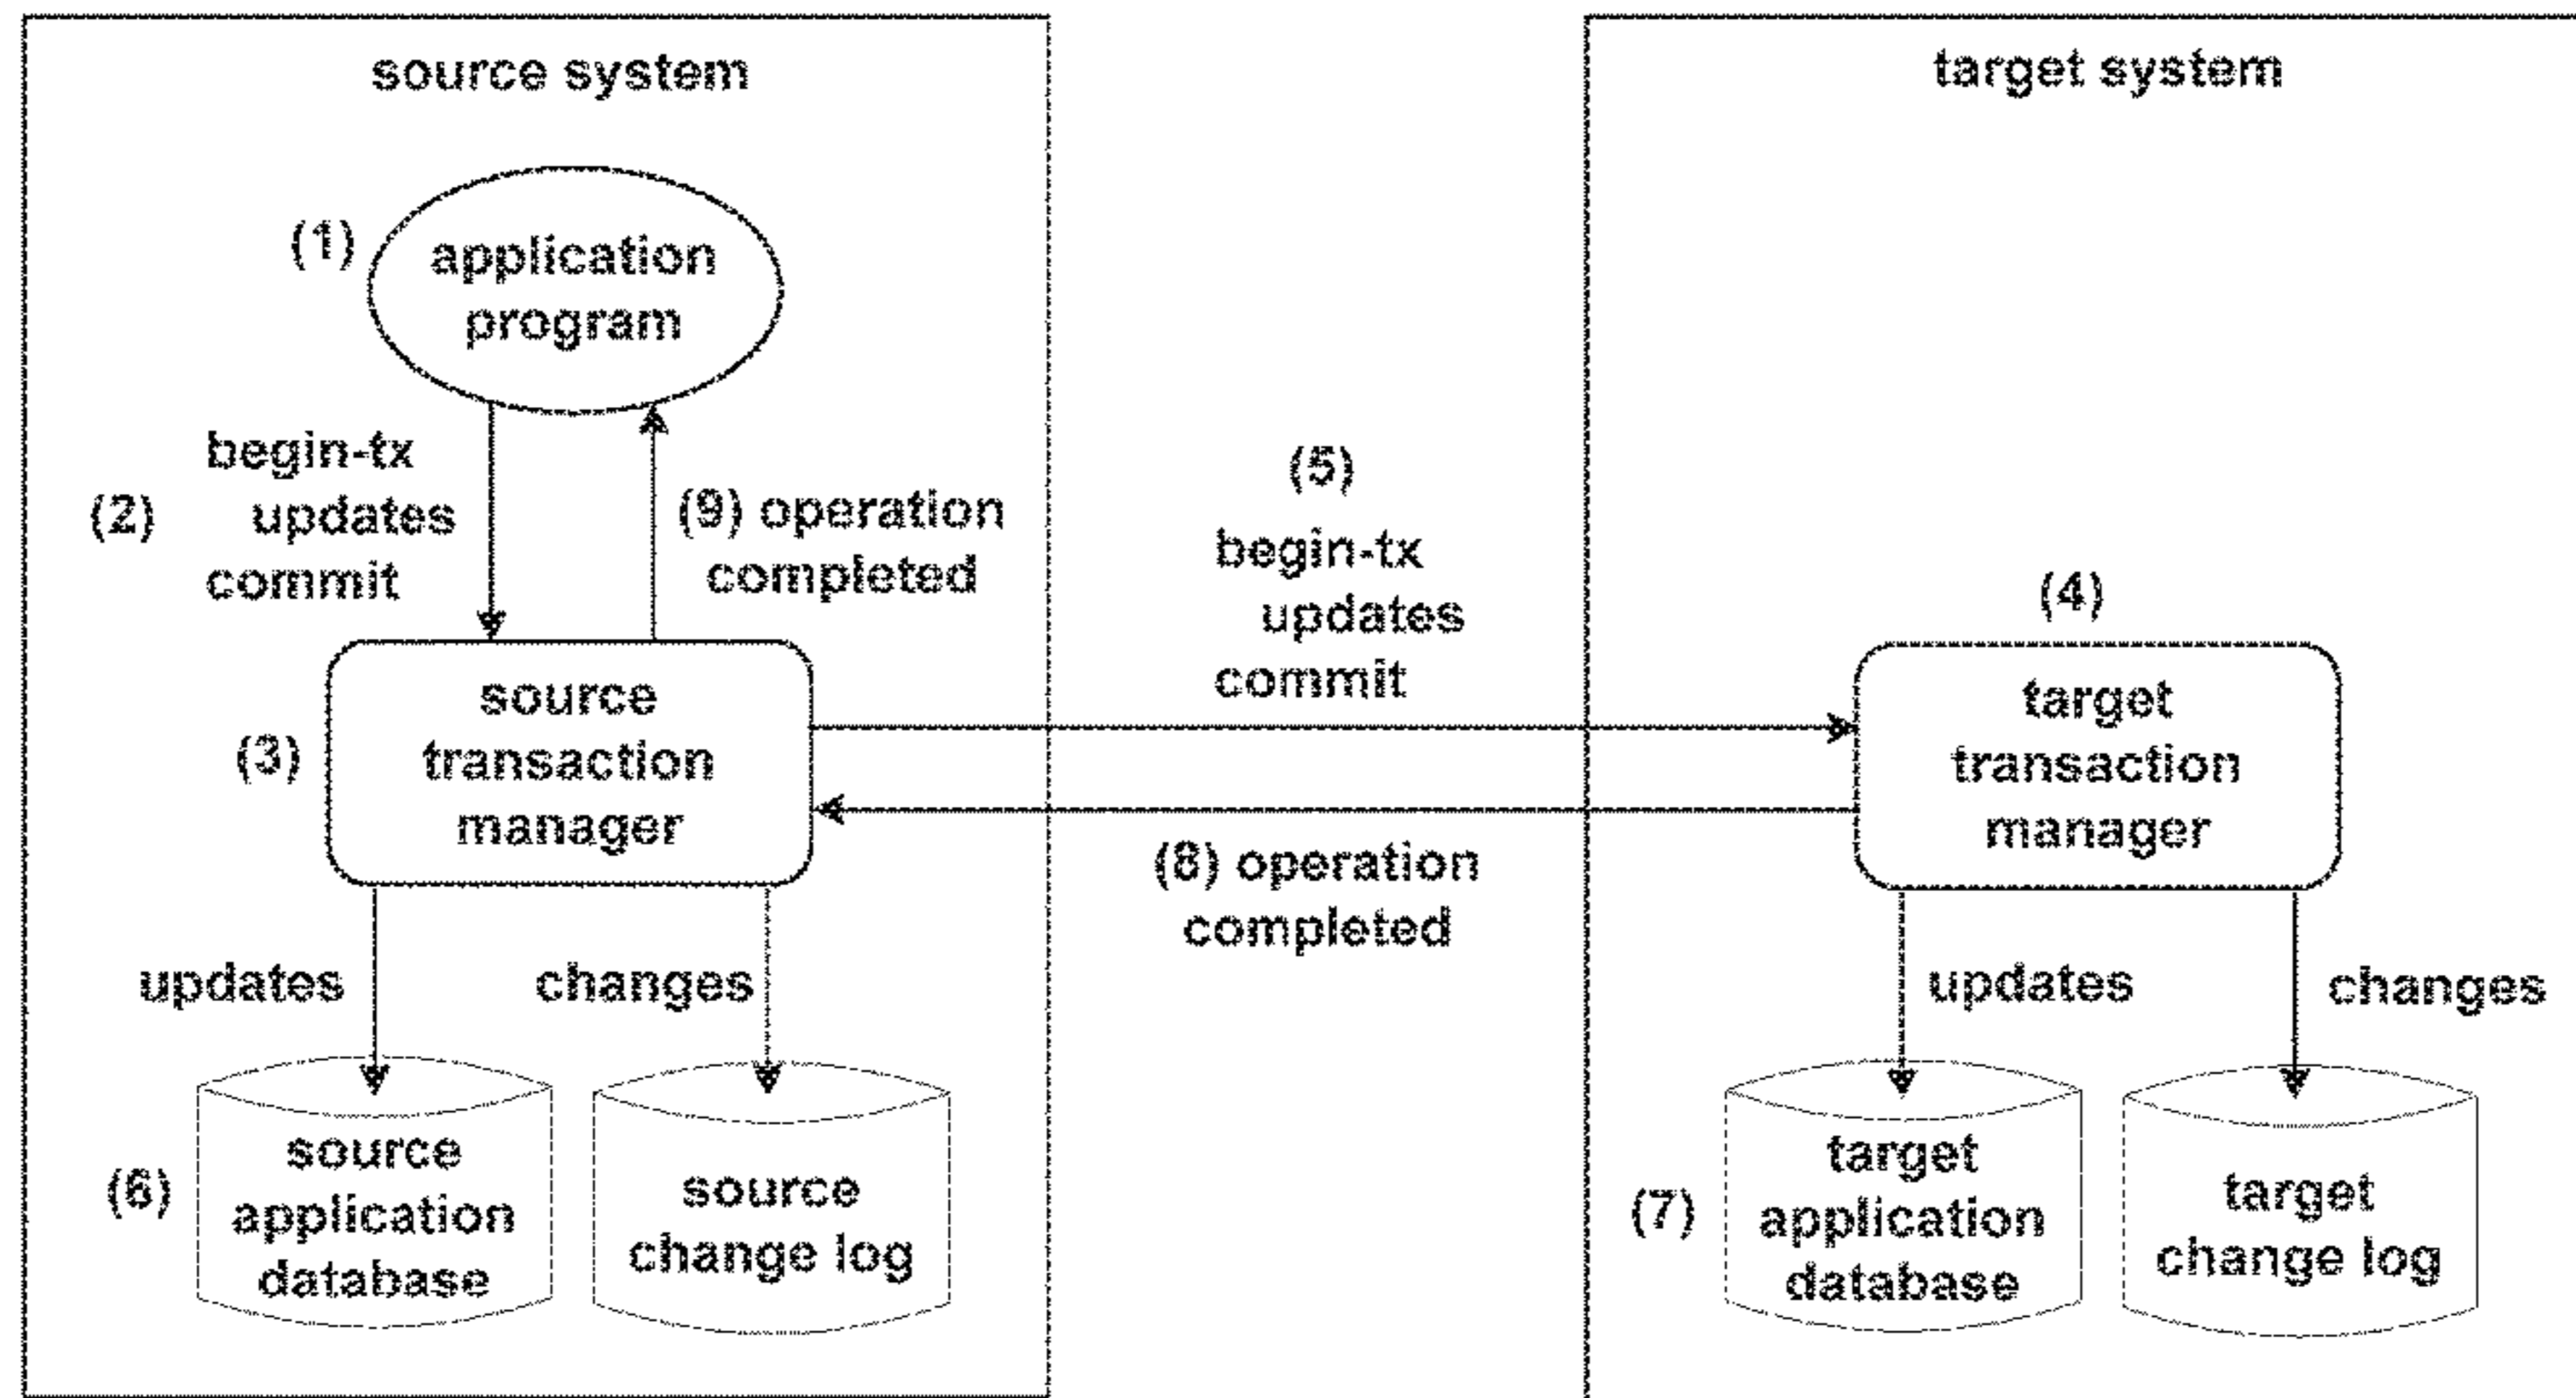 source system
(1)
application
program
(2)
begin-tx
updates
commit
(9) operation
completed
(3)
source
transaction
manager
updates
changes
(6)
source
application
database
source
change log
(5)
begin-tx
updates
commit
(8) operation
completed
target system
(4)
target
transaction
manager
updates
changes
(7)
target
application
database
target
change log